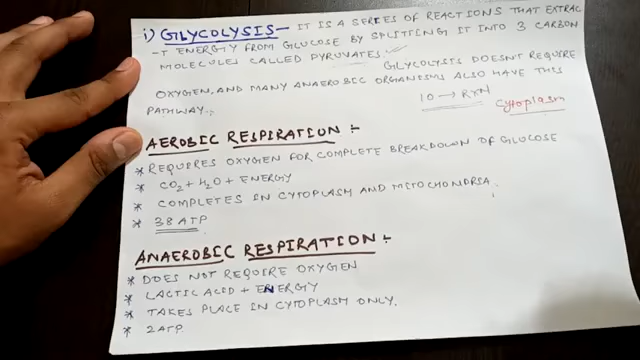 i) GLYCOLYSIS - IT IS A SERIES OF REACTIONS THAT EXTRAC
-T ENERGY FROM GLUCOSE BY SPLITTING IT INTO 3 CARBON
MOLECULES CALLED PYRUVATES.
GLYCOLYSIS DOESN'T REQUIRE
OXYGEN, AND MANY ANAEROBIC ORGANISMS ALSO HAVE THIS
PATHWAY..
10 → RXN
Cytoplasm
AEROBIC RESPIRATION :-
* REQUIRES OXYGEN FOR COMPLETE BREAKDOWN OF GLUCOSE
* CO2 + H2O + ENERGY
* COMPLETES IN CYTOPLASM AND MITOCHONDRIA.
* 38 ATP
ANAEROBIC RESPIRATION :-
* DOES NOT REQUIRE OXYGEN
* LACTIC ACID + ENERGY
* TAKES PLACE IN CYTOPLASM ONLY.
* 2ATP